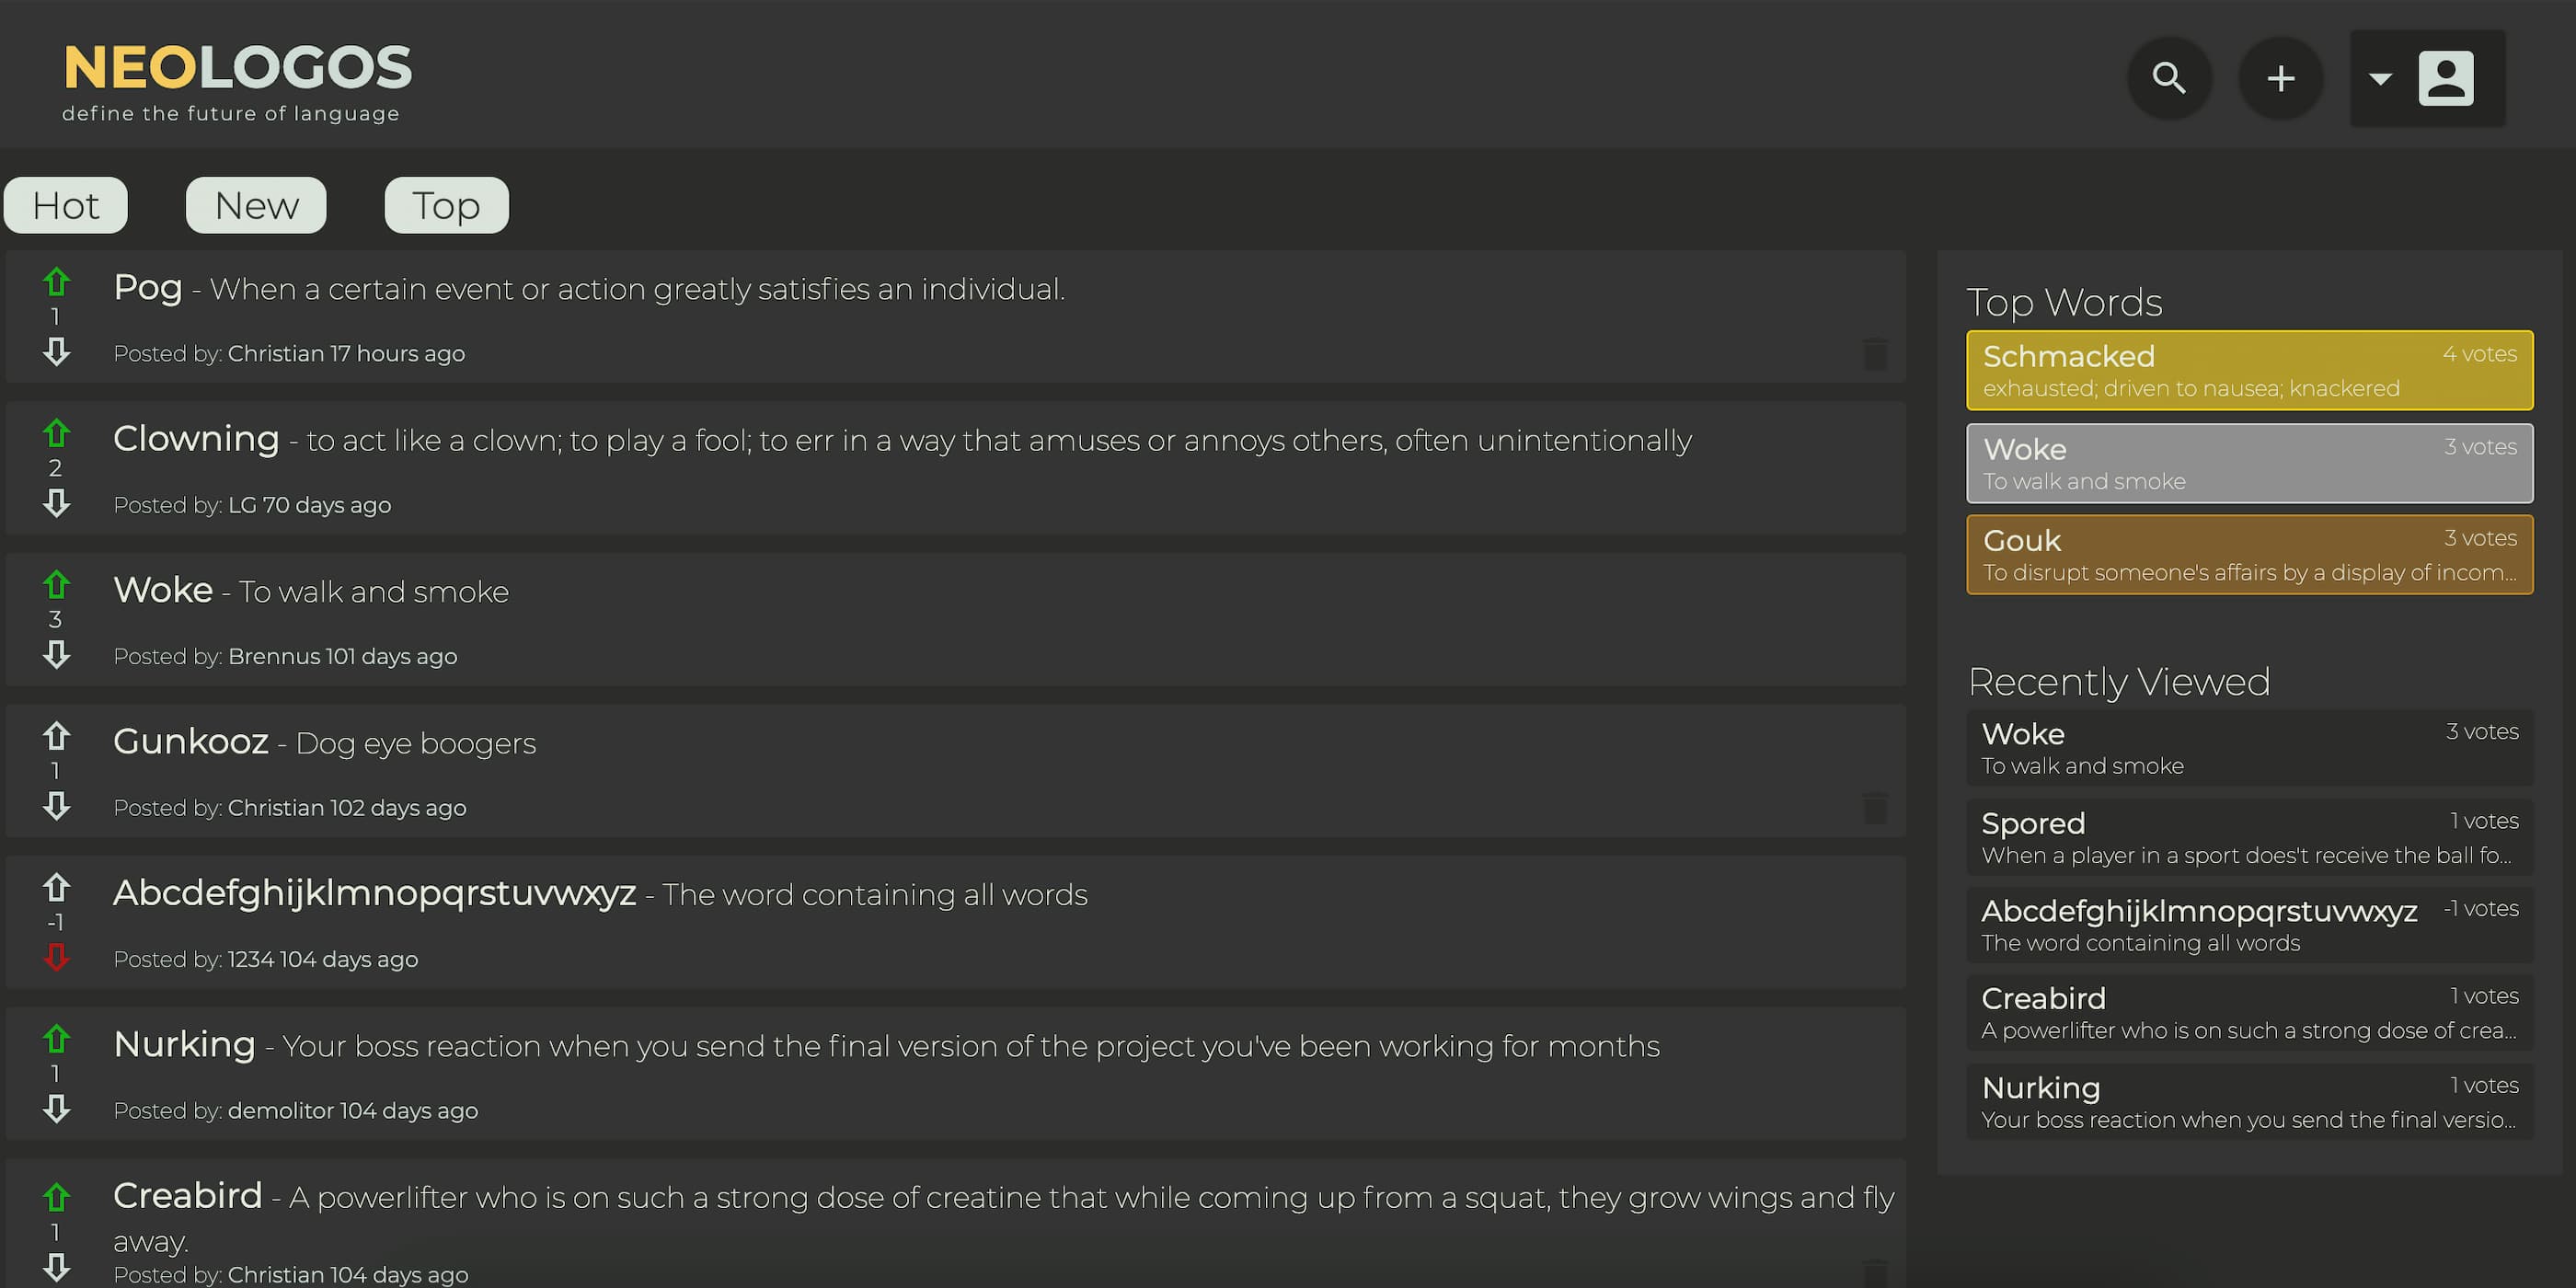 NEOLOGOS
define the future of language
Hot
New
Top
Pog - When a certain event or action greatly satisfies an individual.
1
Posted by: Christian 17 hours ago
Clowning - to act like a clown; to play a fool; to err in a way that amuses or annoys others, often unintentionally
2
Posted by: LG 70 days ago
Woke - To walk and smoke
3
Posted by: Brennus 101 days ago
Gunkooz - Dog eye boogers
1
Posted by: Christian 102 days ago
Abcdefghijklmnopqrstuvwxyz - The word containing all words
-1
Posted by: 1234 104 days ago
Nurking - Your boss reaction when you send the final version of the project you've been working for months
1
Posted by: demolitor 104 days ago
Creabird - A powerlifter who is on such a strong dose of creatine that while coming up from a squat, they grow wings and fly
1
away.
Posted by: Christian 104 days ago
Top Words
Schmacked 4 votes
exhausted; driven to nausea; knackered
Woke 3 votes
To walk and smoke
Gouk 3 votes
To disrupt someone's affairs by a display of incom...
Recently Viewed
Woke 3 votes
To walk and smoke
Spored 1 votes
When a player in a sport does't receive the ball fo...
Abcdefghijklmnopqrstuvwxyz -1 votes
The word containing all words
Creabird 1 votes
A powerlifter who is on such a strong dose of crea...
Nurking 1 votes
Your boss reaction when you send the final versio...